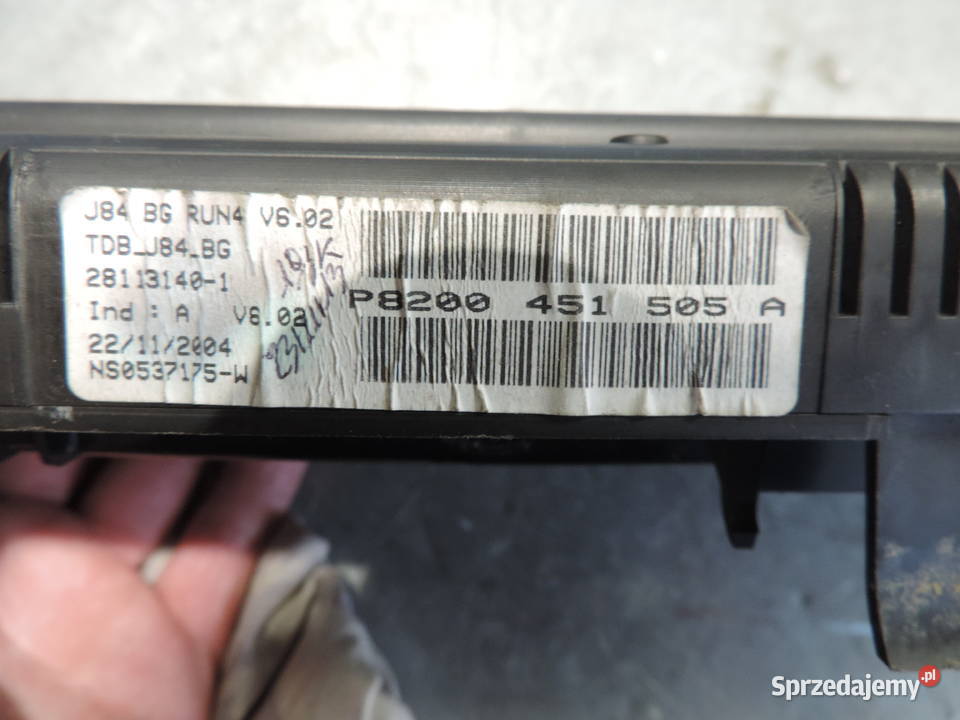 J84 BG RUN4 V6.02
TDB_J84_BG
28113140-1
Ind : A V6.02
22/11/2004
NS0537175-W
P8200 451 505 A
Sprzedajemy.pl